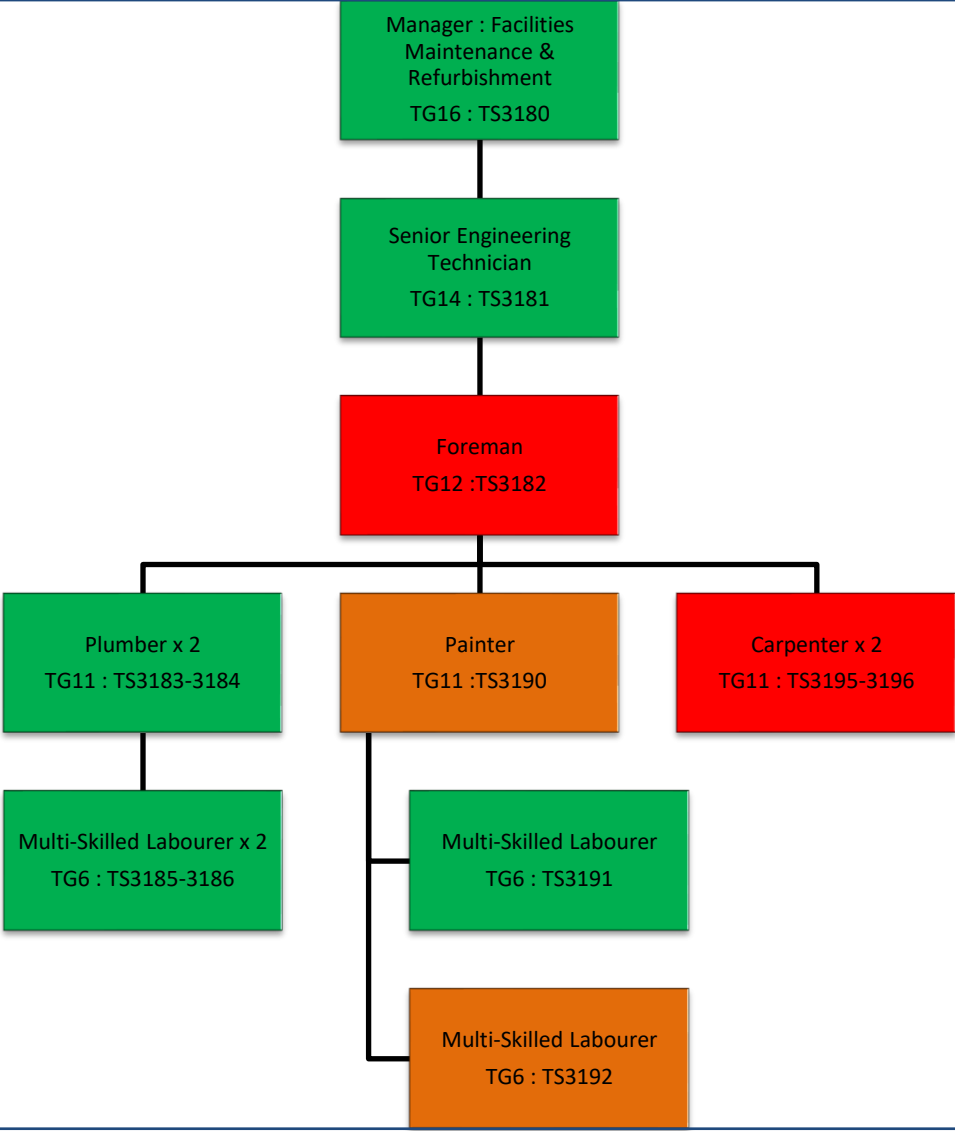 Manager : Facilities
Maintenance &
Refurbishment
TG16 : TS3180
Senior Engineering
Technician
TG14 : TS3181
Foreman
TG12 :TS3182
Plumber x 2
TG11 : TS3183-3184
Painter
TG11 :TS3190
Carpenter x 2
TG11 : TS3195-3196
Multi-Skilled Labourer x 2
TG6 : TS3185-3186
Multi-Skilled Labourer
TG6 : TS3191
Multi-Skilled Labourer
TG6 : TS3192